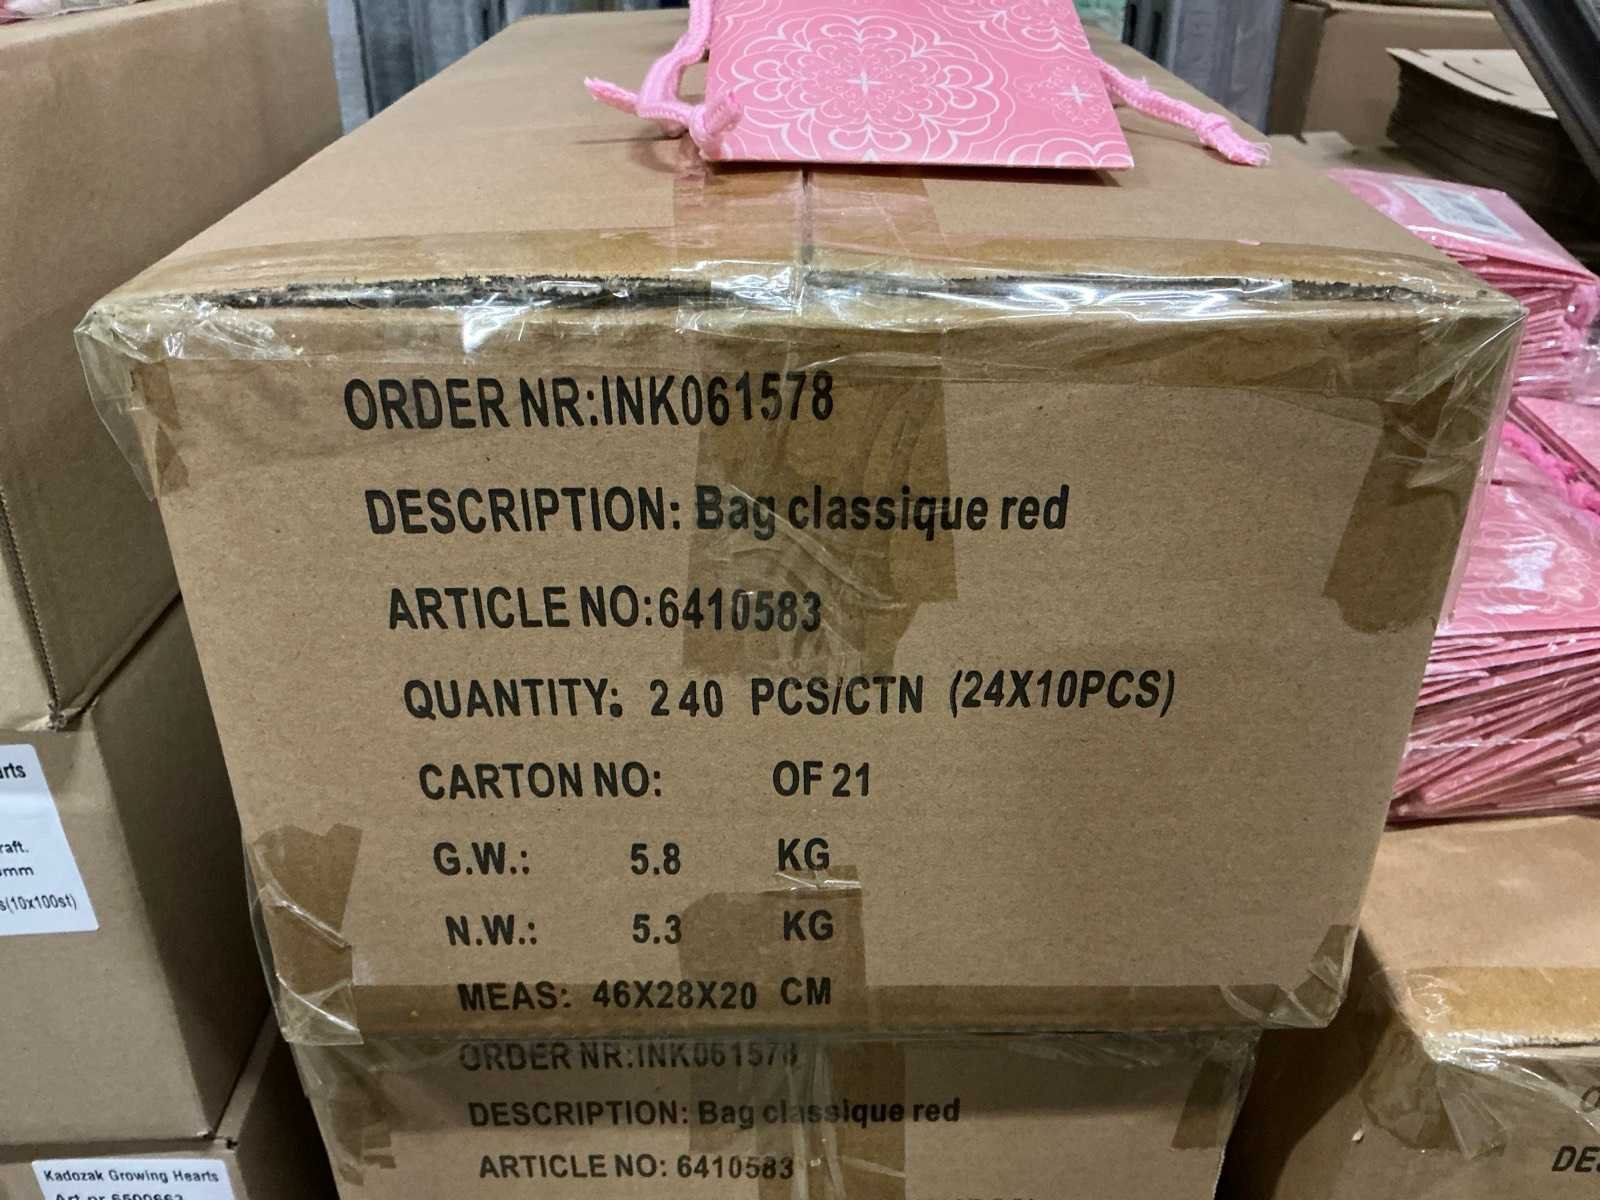 ORDER NR:INK061578
DESCRIPTION: Bag classique red
ARTICLE NO:6410583
QUANTITY: 240 PCS/CTN (24X10PCS)
CARTON NO: OF 21
G.W.: 5.8 KG
N.W.: 5.3 KG
MEAS: 46X28X20 CM
ORDER NR:INK061578
DESCRIPTION: Bag classique red
ARTICLE NO: 6410583
(10x100st)
Kadozak Growing Hearts